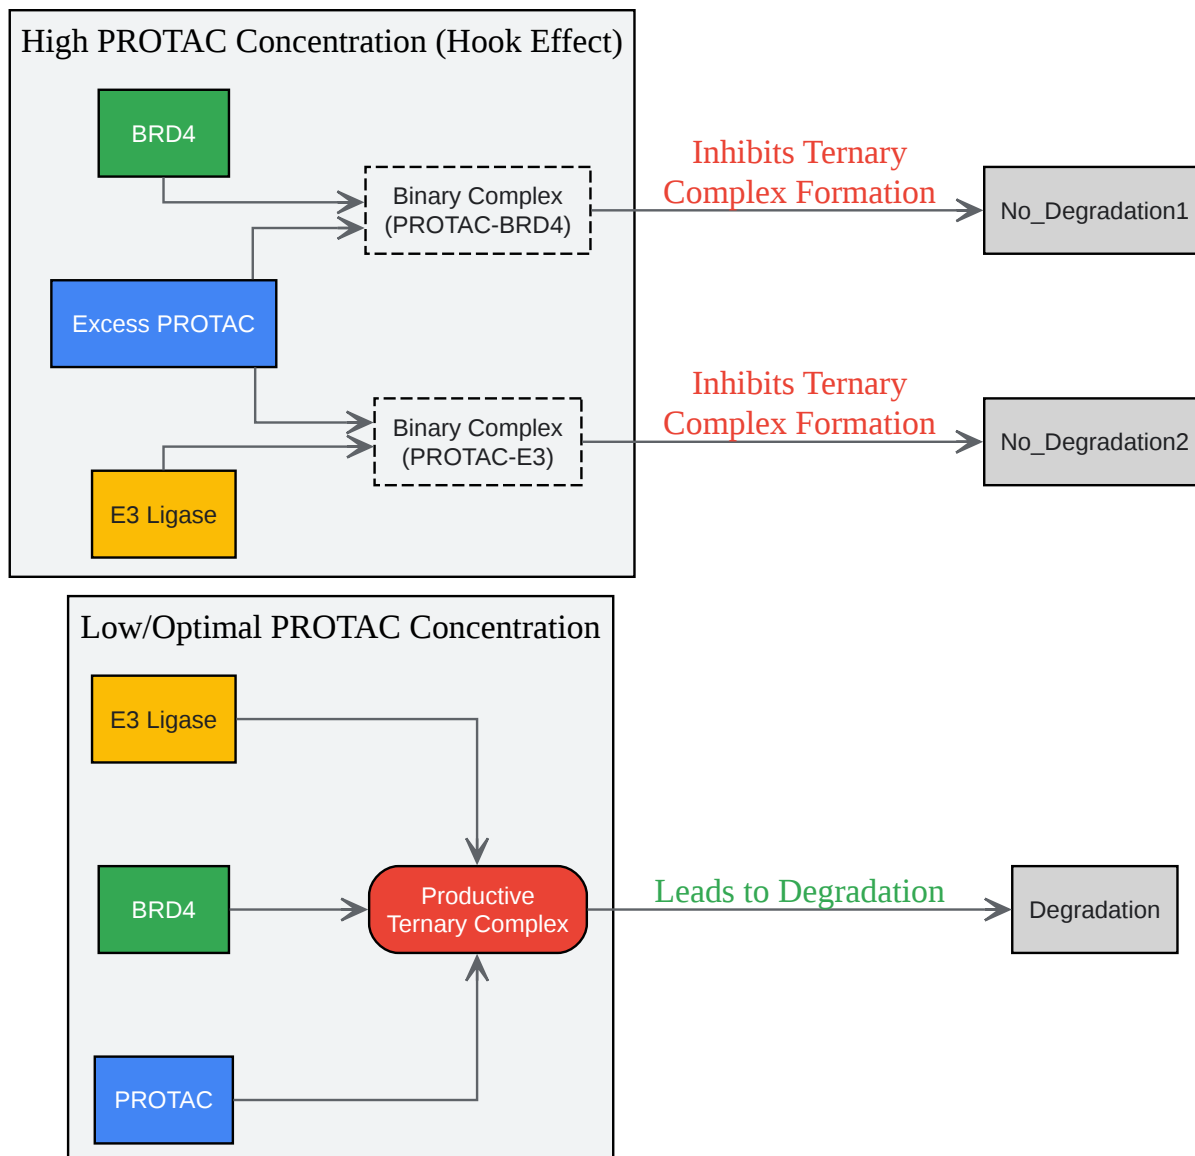 High PROTAC Concentration (Hook Effect)
BRD4
Binary Complex
(PROTAC-BRD4)
Inhibits Ternary
Complex Formation
No_Degradation1
Excess PROTAC
Binary Complex
(PROTAC-E3)
Inhibits Ternary
Complex Formation
No_Degradation2
E3 Ligase
Low/Optimal PROTAC Concentration
E3 Ligase
BRD4
Productive
Ternary Complex
Leads to Degradation
Degradation
PROTAC